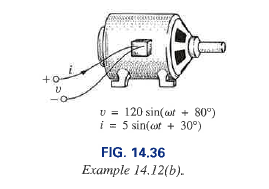 i
+
υ
–
υ = 120 sin(ωt + 80°)
i = 5 sin(ωt + 30°)
FIG. 14.36
Example 14.12(b).